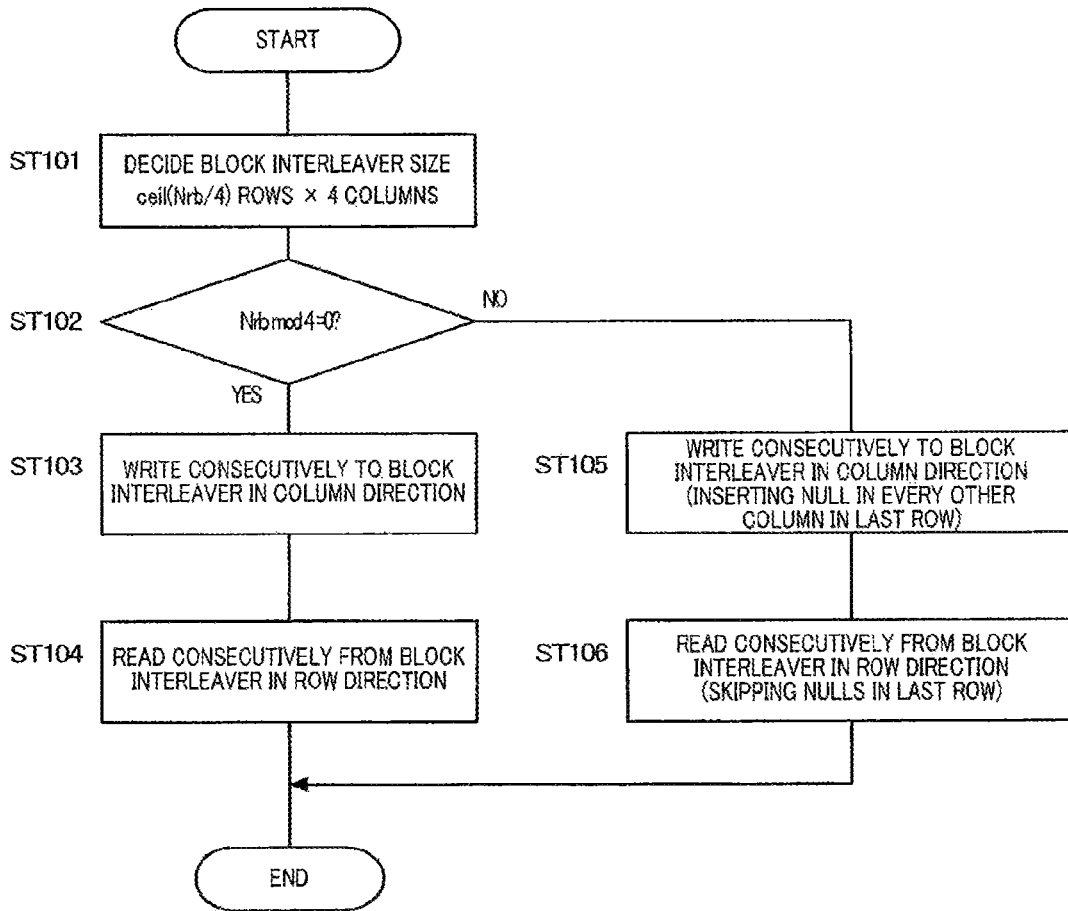 START
ST101
DECIDE BLOCK INTERLEAVER SIZE
ceil(Nrb/4) ROWS × 4 COLUMNS
ST102
Nrb mod 4=0?
NO
YES
ST103
WRITE CONSECUTIVELY TO BLOCK
INTERLEAVER IN COLUMN DIRECTION
ST105
WRITE CONSECUTIVELY TO BLOCK
INTERLEAVER IN COLUMN DIRECTION
(INSERTING NULL IN EVERY OTHER
COLUMN IN LAST ROW)
ST104
READ CONSECUTIVELY FROM BLOCK
INTERLEAVER IN ROW DIRECTION
ST106
READ CONSECUTIVELY FROM BLOCK
INTERLEAVER IN ROW DIRECTION
(SKIPPING NULLS IN LAST ROW)
END